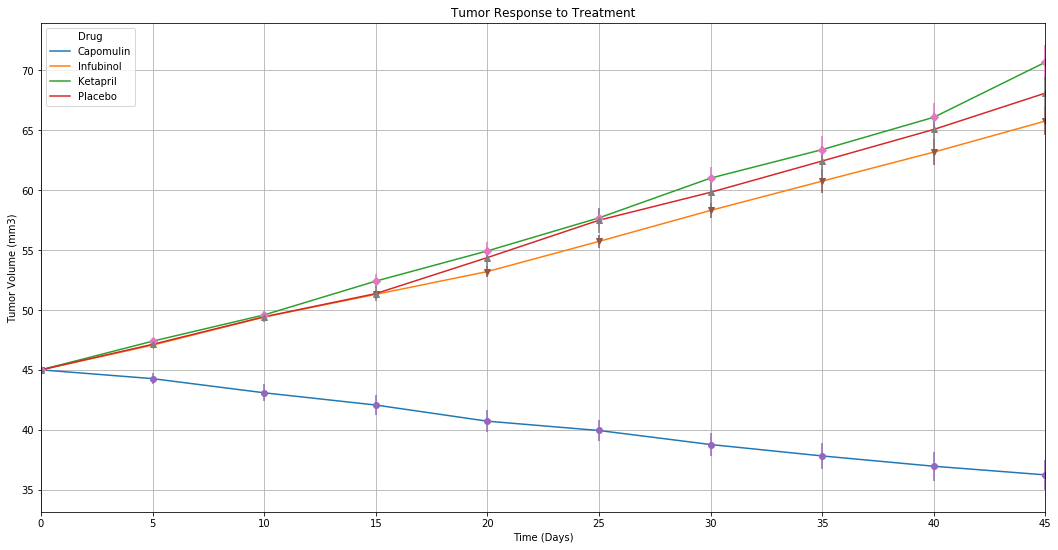 Tumor Response to Treatment
Drug
Capomulin
Infubinol
Ketapril
Placebo
Tumor Volume (mm3)
70
65
60
55
50
45
40
35
0 5 10 15 20 25 30 35 40 45
Time (Days)